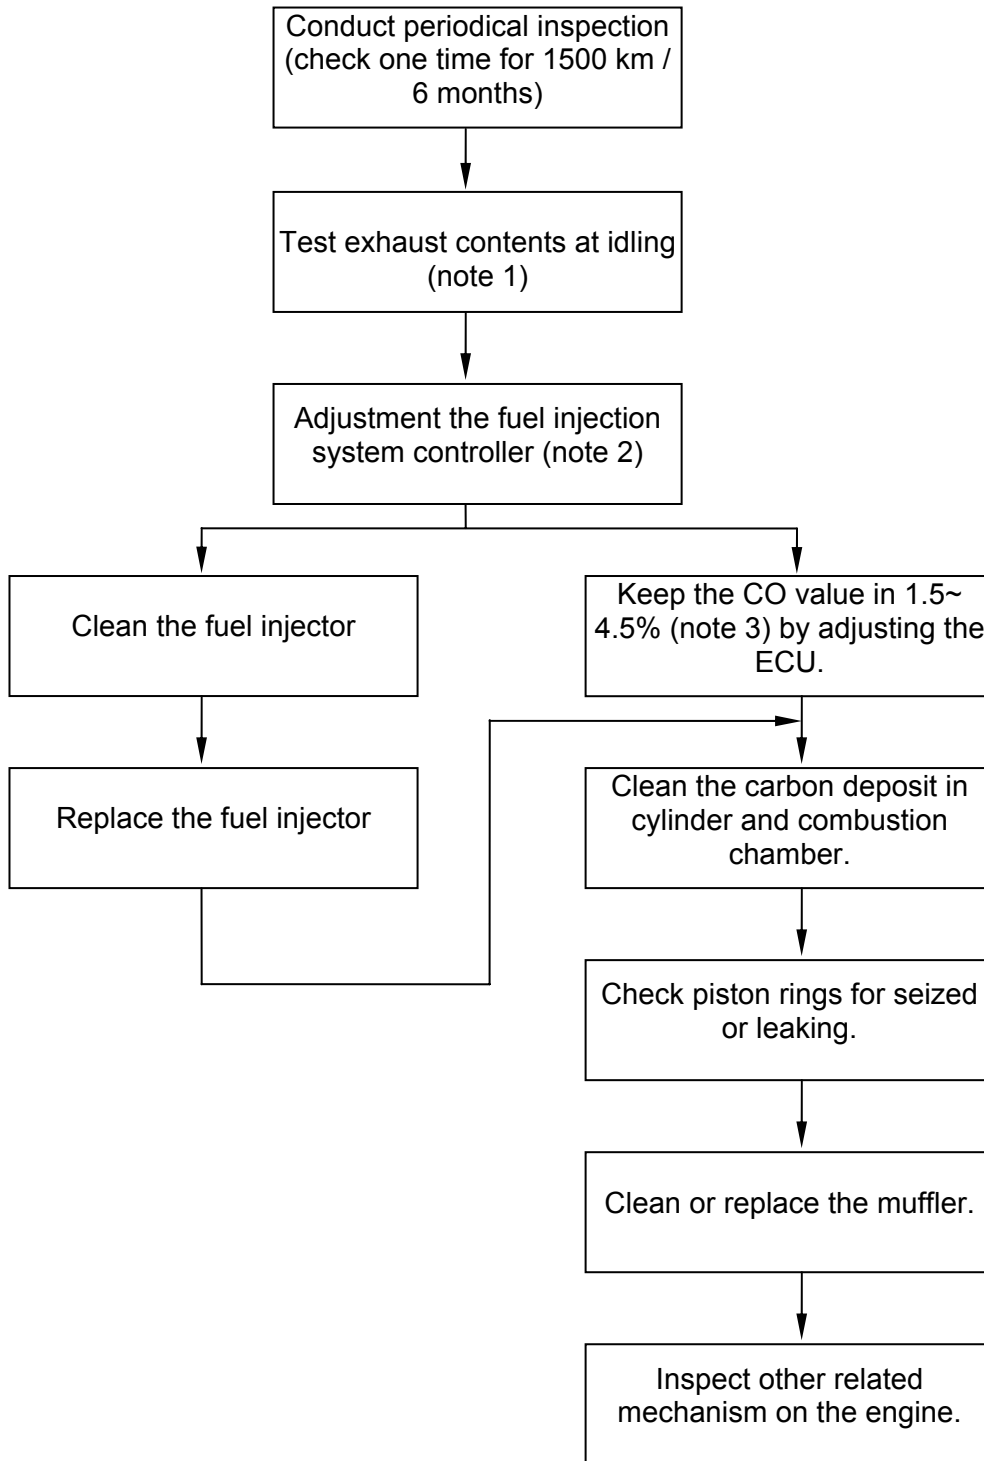 Conduct periodical inspection
(check one time for 1500 km /
6 months)
Test exhaust contents at idling
(note 1)
Adjustment the fuel injection
system controller (note 2)
Clean the fuel injector
Replace the fuel injector
Keep the CO value in 1.5~
4.5% (note 3) by adjusting the
ECU.
Clean the carbon deposit in
cylinder and combustion
chamber.
Check piston rings for seized
or leaking.
Clean or replace the muffler.
Inspect other related
mechanism on the engine.